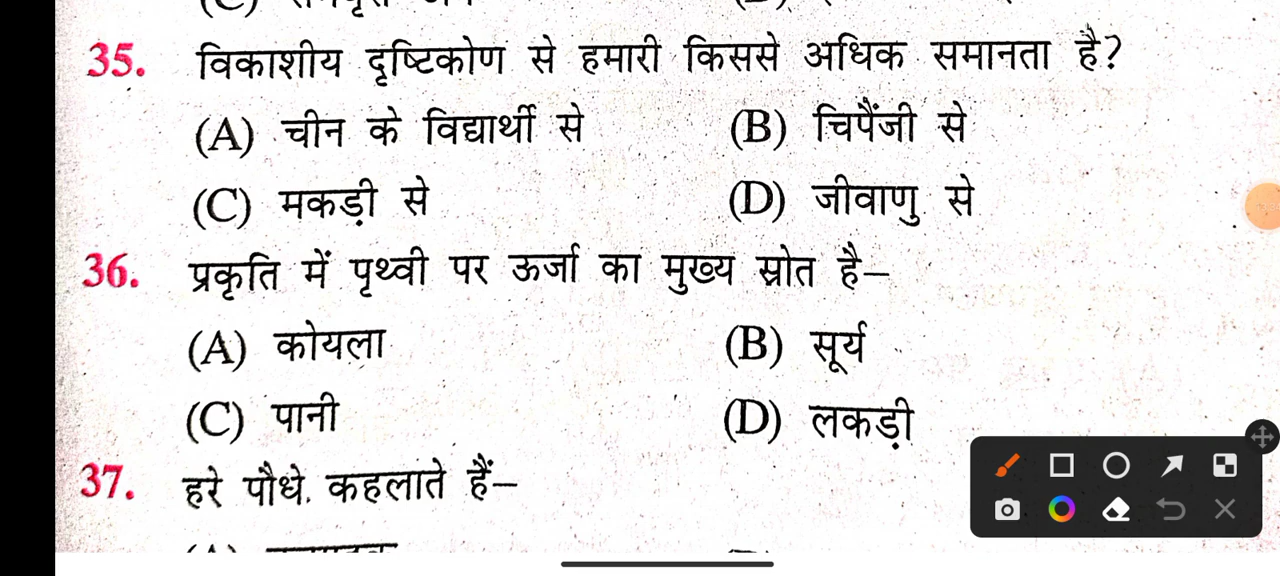 35. विकाशीय दृष्टिकोण से हमारी किससे अधिक समानता है?
(A) चीन के विद्यार्थी से (B) चिपैंजी से
(C) मकड़ी से (D) जीवाणु से
36. प्रकृति में पृथ्वी पर ऊर्जा का मुख्य स्रोत है–
(A) कोयला (B) सूर्य
(C) पानी (D) लकड़ी
37. हरे पौधे. कहलाते हैं–